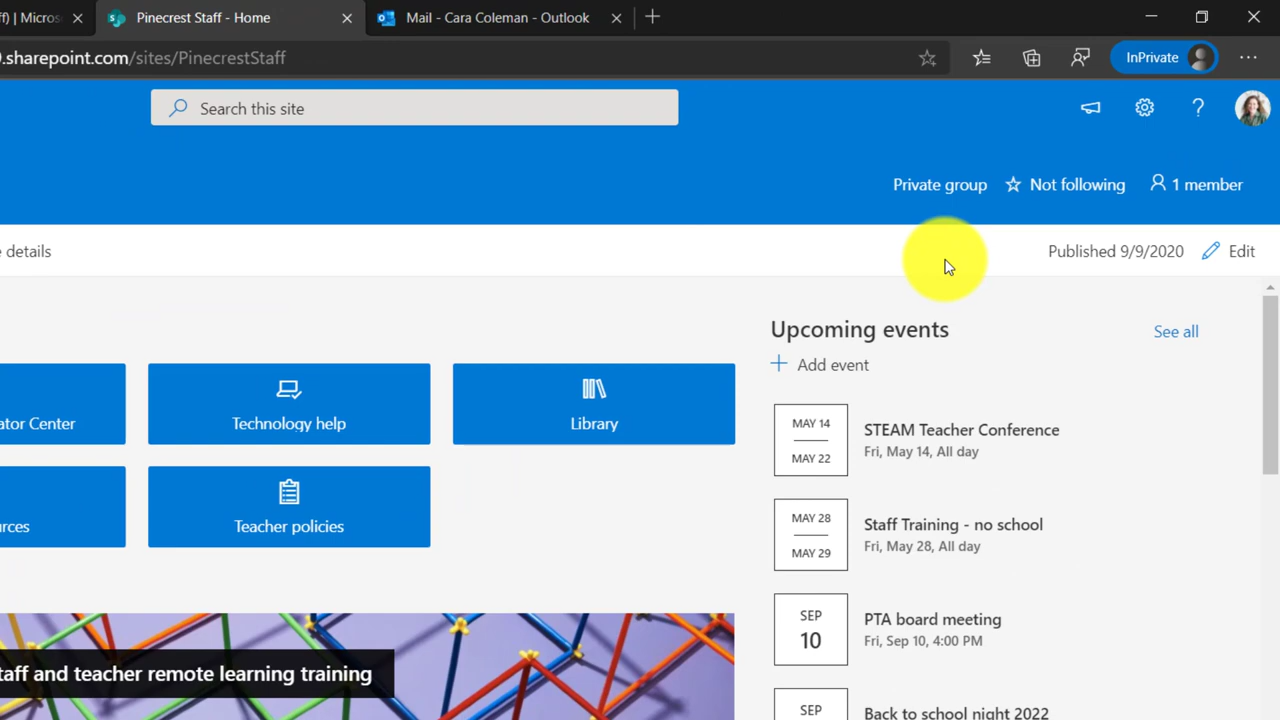 f) | Micros
Pinecrest Staff - Home
Mail - Cara Coleman - Outlook
.sharepoint.com/sites/PinecrestStaff
InPrivate
Search this site
Private group
Not following
1 member
e details
Published 9/9/2020
Edit
Upcoming events
See all
Add event
ator Center
Technology help
Library
MAY 14
MAY 22
STEAM Teacher Conference
Fri, May 14, All day
urces
Teacher policies
MAY 28
MAY 29
Staff Training - no school
Fri, May 28, All day
SEP
10
PTA board meeting
Fri, Sep 10, 4:00 PM
taff and teacher remote learning training
SEP
Back to school night 2022